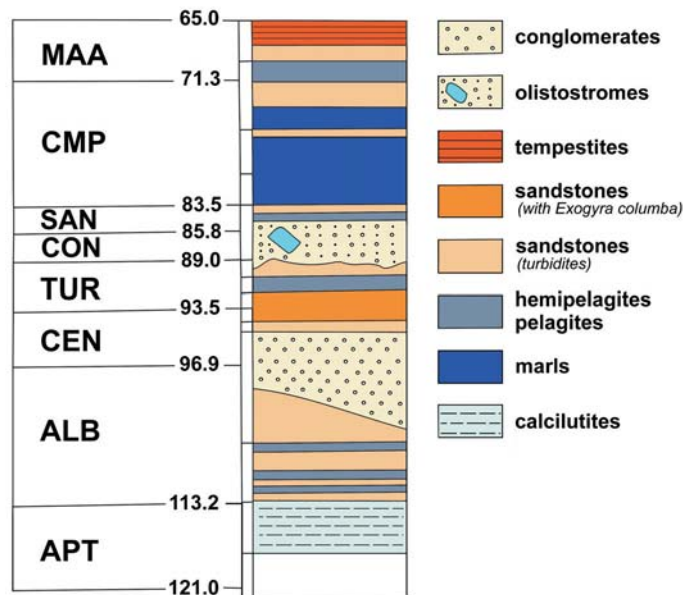 65.0
MAA
71.3
CMP
83.5
SAN
85.8
CON
89.0
TUR
93.5
CEN
96.9
ALB
113.2
APT
121.0
conglomerates
olistostromes
tempestites
sandstones
(with Exogyra columba)
sandstones
(turbidites)
hemipelagites
pelagites
marls
calcilutites